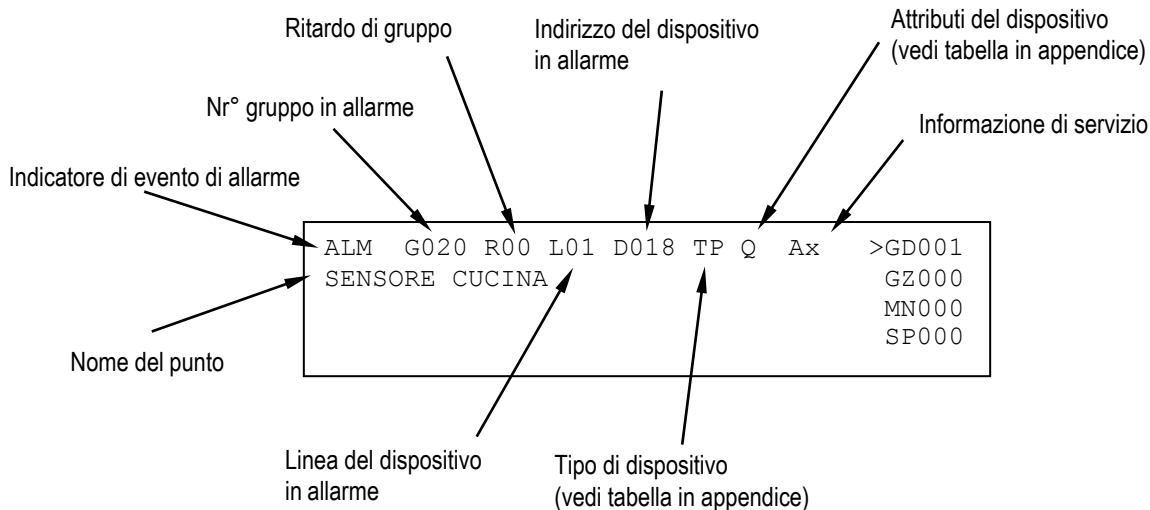 Ritardo di gruppo
Indirizzo del dispositivo
in allarme
Attributi del dispositivo
(vedi tabella in appendice)
Nr° gruppo in allarme
Informazione di servizio
Indicatore di evento di allarme
ALM G020 R00 L01 D018 TP Q Ax >GD001
SENSORE CUCINA GZ000
MN000
SP000
Nome del punto
Linea del dispositivo
in allarme
Tipo di dispositivo
(vedi tabella in appendice)